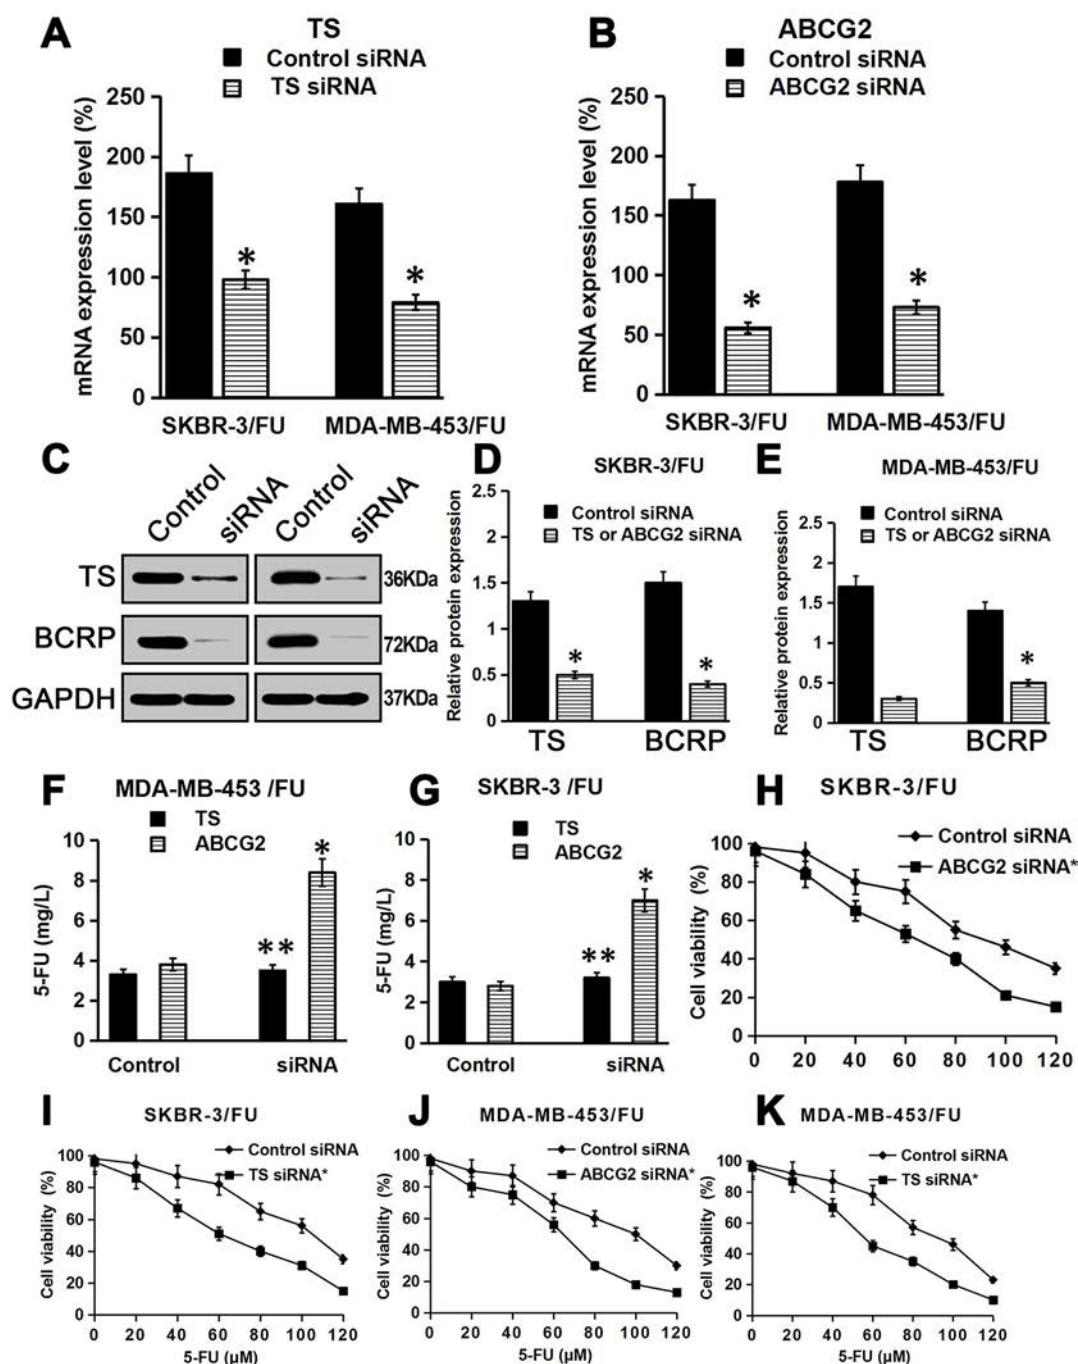 A
TS
Control siRNA
TS siRNA
mRNA expression level (%)
250
200
150
100
50
0
*
*
SKBR-3/FU
MDA-MB-453/FU
B
ABCG2
Control siRNA
ABCG2 siRNA
mRNA expression level (%)
250
200
150
100
50
0
*
*
SKBR-3/FU
MDA-MB-453/FU
C
Control
siRNA
Control
siRNA
TS
36KDa
BCRP
72KDa
GAPDH
37KDa
D
SKBR-3/FU
Control siRNA
TS or ABCG2 siRNA
Relative protein expression
2.5
2
1.5
1
0.5
0
*
*
TS
BCRP
E
MDA-MB-453/FU
Control siRNA
TS or ABCG2 siRNA
Relative protein expression
2.5
2
1.5
1
0.5
0
*
TS
BCRP
F
MDA-MB-453 /FU
TS
ABCG2
5-FU (mg/L)
10
8
6
4
2
0
**
*
Control
siRNA
G
SKBR-3 /FU
TS
ABCG2
5-FU (mg/L)
10
8
6
4
2
0
**
*
Control
siRNA
H
SKBR-3/FU
Control siRNA
ABCG2 siRNA*
Cell viability (%)
100
80
60
40
20
0
0 20 40 60 80 100 120
I
SKBR-3/FU
Control siRNA
TS siRNA*
Cell viability (%)
100
80
60
40
20
0
0 20 40 60 80 100 120
5-FU (μM)
J
MDA-MB-453/FU
Control siRNA
ABCG2 siRNA*
Cell viability (%)
100
80
60
40
20
0
0 20 40 60 80 100 120
5-FU (μM)
K
MDA-MB-453/FU
Control siRNA
TS siRNA*
Cell viability (%)
100
80
60
40
20
0
0 20 40 60 80 100 120
5-FU (μM)